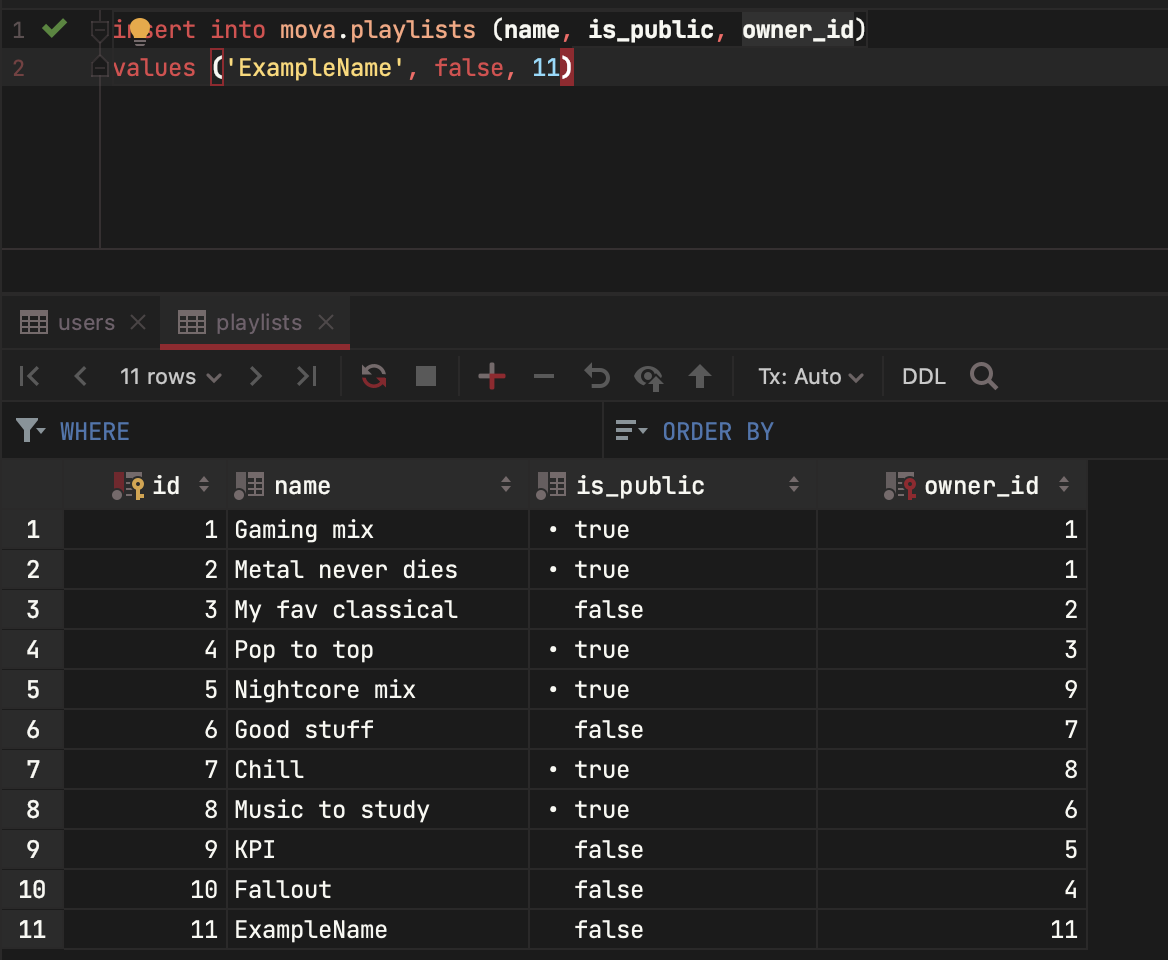 1 insert into mova.playlists (name, is_public, owner_id)
2 values ('ExampleName', false, 11)
users playlists
11 rows Tx: Auto DDL
WHERE ORDER BY
id name is_public owner_id
1 1 Gaming mix true 1
2 2 Metal never dies true 1
3 3 My fav classical false 2
4 4 Pop to top true 3
5 5 Nightcore mix true 9
6 6 Good stuff false 7
7 7 Chill true 8
8 8 Music to study true 6
9 9 KPI false 5
10 10 Fallout false 4
11 11 ExampleName false 11